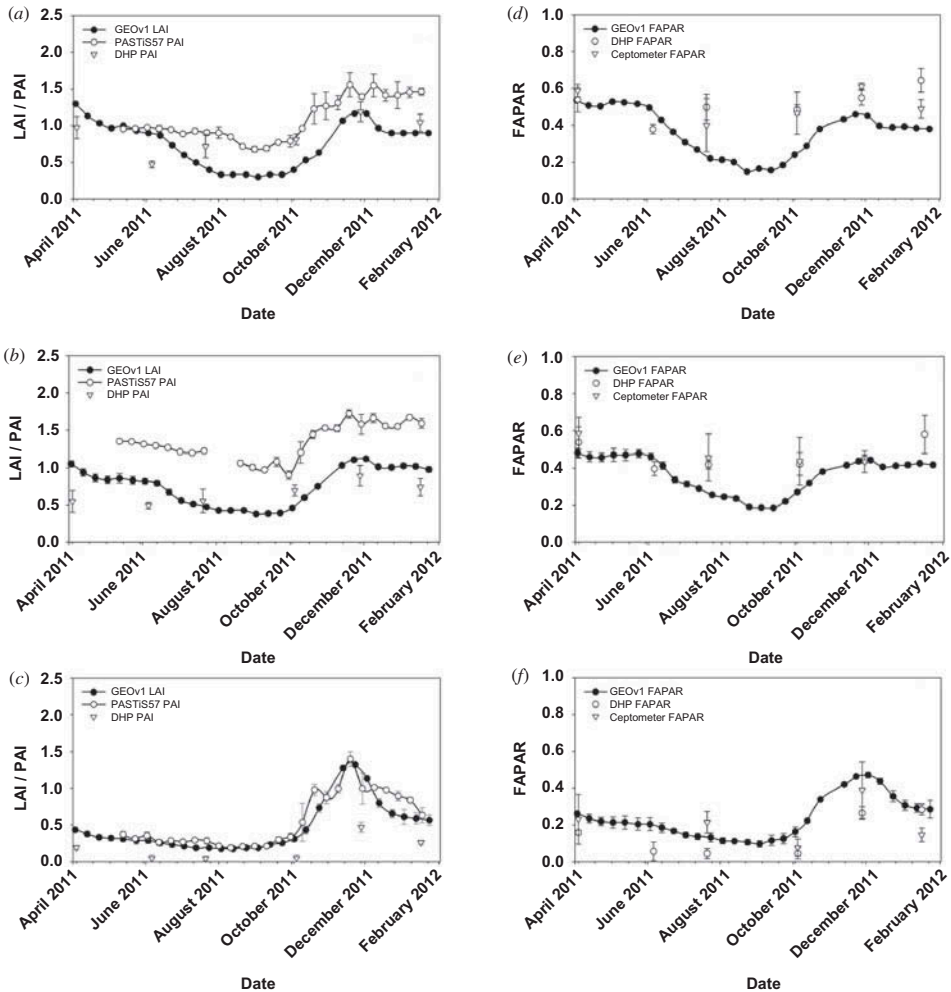 (a)
2.5
2.0
1.5
1.0
0.5
0.0
LAI / PAI
GEOv1 LAI
PASTiS57 PAI
DHP PAI
April 2011
June 2011
August 2011
October 2011
December 2011
February 2012
Date
(d)
1.0
0.8
0.6
0.4
0.2
0.0
FAPAR
GEOv1 FAPAR
DHP FAPAR
Ceptometer FAPAR
April 2011
June 2011
August 2011
October 2011
December 2011
February 2012
Date
(b)
2.5
2.0
1.5
1.0
0.5
0.0
LAI / PAI
GEOv1 LAI
PASTiS57 PAI
DHP PAI
April 2011
June 2011
August 2011
October 2011
December 2011
February 2012
Date
(e)
1.0
0.8
0.6
0.4
0.2
0.0
FAPAR
GEOv1 FAPAR
DHP FAPAR
Ceptometer FAPAR
April 2011
June 2011
August 2011
October 2011
December 2011
February 2012
Date
(c)
2.5
2.0
1.5
1.0
0.5
0.0
LAI / PAI
GEOv1 LAI
PASTiS57 PAI
DHP PAI
April 2011
June 2011
August 2011
October 2011
December 2011
February 2012
Date
(f)
1.0
0.8
0.6
0.4
0.2
0.0
FAPAR
GEOv1 FAPAR
DHP FAPAR
Ceptometer FAPAR
April 2011
June 2011
August 2011
October 2011
December 2011
February 2012
Date